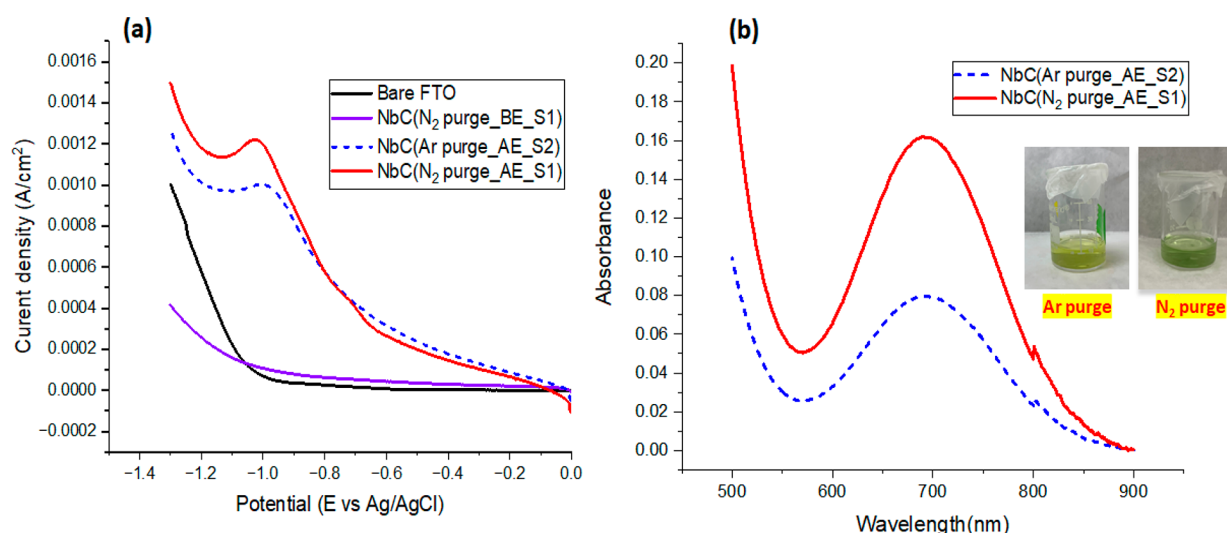 (a)
0.0016
0.0014
0.0012
0.0010
0.0008
0.0006
0.0004
0.0002
0.0000
−0.0002
Curent density (A/cm²)
Bare FTO
NbC(N₂ purge_BE_S1)
NbC(Ar purge_AE_S2)
NbC(N₂ purge_AE_S1)
−1.4 −1.2 −1.0 −0.8 −0.6 −0.4 −0.2 0.0
Potential (E vs Ag/AgCl)
(b)
0.20
0.18
0.16
0.14
0.12
0.10
0.08
0.06
0.04
0.02
0.00
Absorbance
NbC(Ar purge_AE_S2)
NbC(N₂ purge_AE_S1)
Ar purge
N₂ purge
500 600 700 800 900
Wavelength(nm)